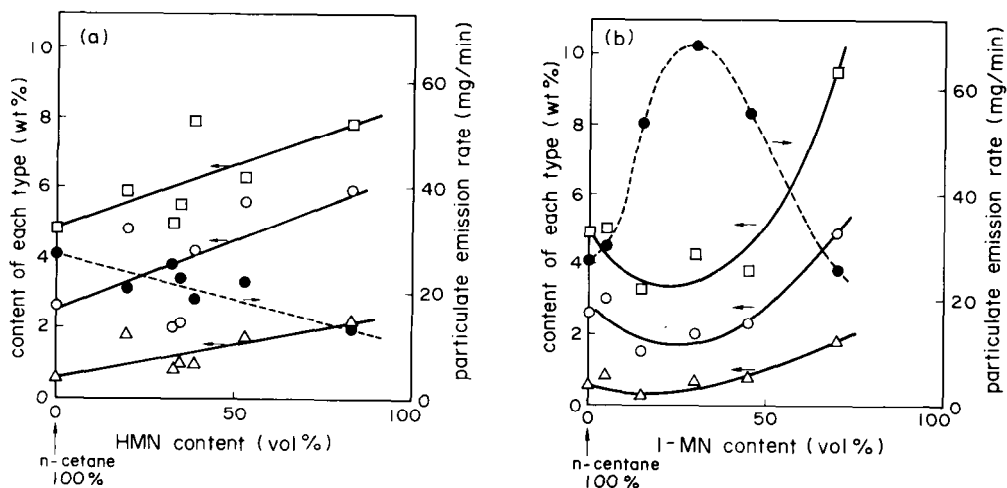 (a)
content of each type (wt %)
10
8
6
4
2
0
particulate emission rate (mg/min)
60
40
20
0
0
50
100
HMN content (vol%)
n-cetane
100%
(b)
content of each type (wt%)
10
8
6
4
2
0
particulate emission rate (mg/min)
60
40
20
0
0
50
100
1-MN content (vol%)
n-centane
100%